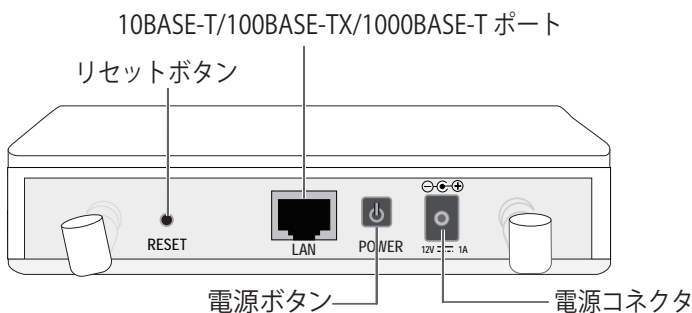 10BASE-T/100BASE-TX/1000BASE-T ポート
リセットボタン
RESET
LAN
POWER
12V 1A
電源ボタン
電源コネクタ